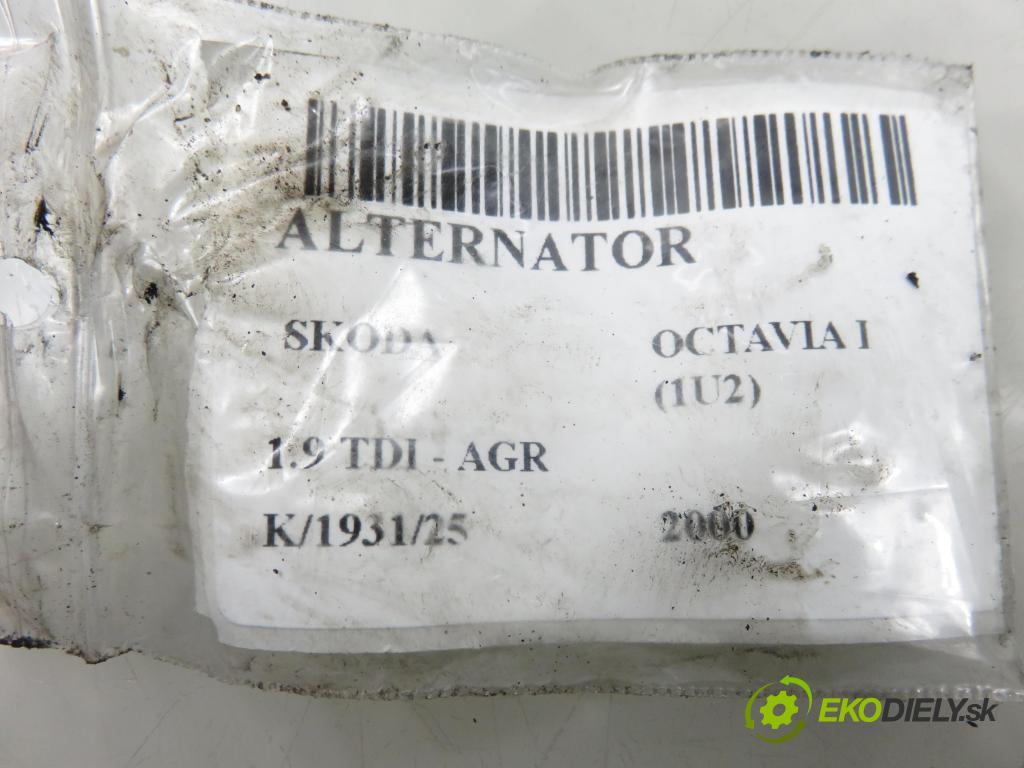 ALTERNATOR
SKODA OCTAVIA I
(1U2)
1.9 TDI - AGR
K/1931/25 2000
EKODIELY.sk